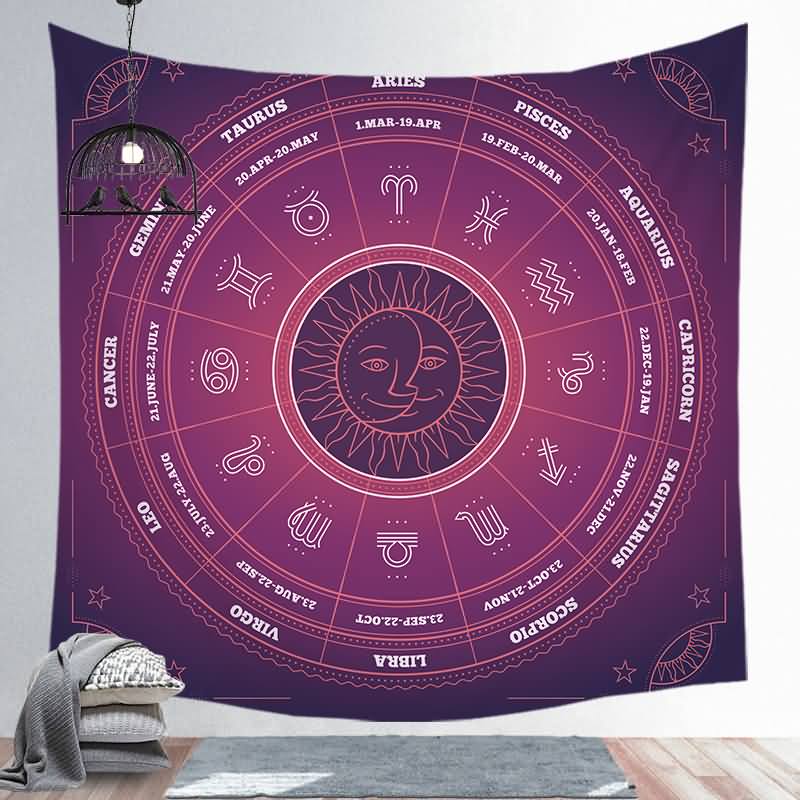 ARIES
1.MAR-19.APR
PISCES
19.FEB-20.MAR
AQUARIUS
20.JAN-18.FEB
CAPRICORN
22.DEC-19.JAN
SAGITTARIUS
22.NOV-21.DEC
SCORPIO
23.OCT-21.NOV
LIBRA
23.SEP-22.OCT
VIRGO
23.AUG-22.SEP
LEO
23.JULY-22.AUG
CANCER
21.JUNE-22.JULY
GEMINI
21.MAY-20.JUNE
TAURUS
20.APR-20.MAY